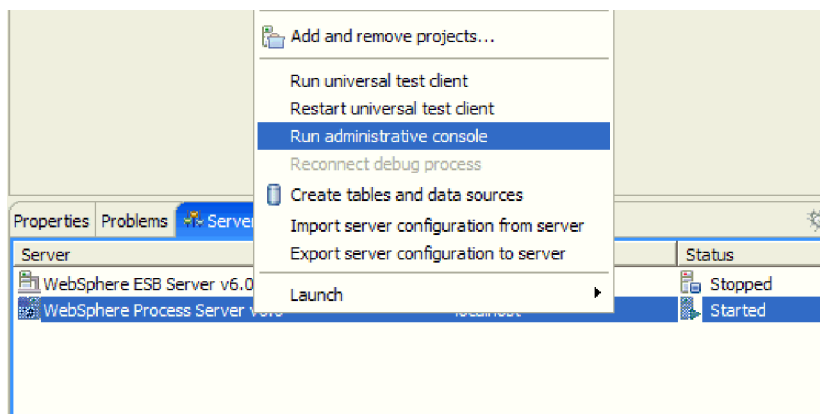 Add and remove projects...
Run universal test client
Restart universal test client
Run administrative console
Reconnect debug process
Create tables and data sources
Import server configuration from server
Export server configuration to server
Launch
Properties Problems
Server Status
WebSphere ESB Server v6.0 Stopped
WebSphere Process Server Started